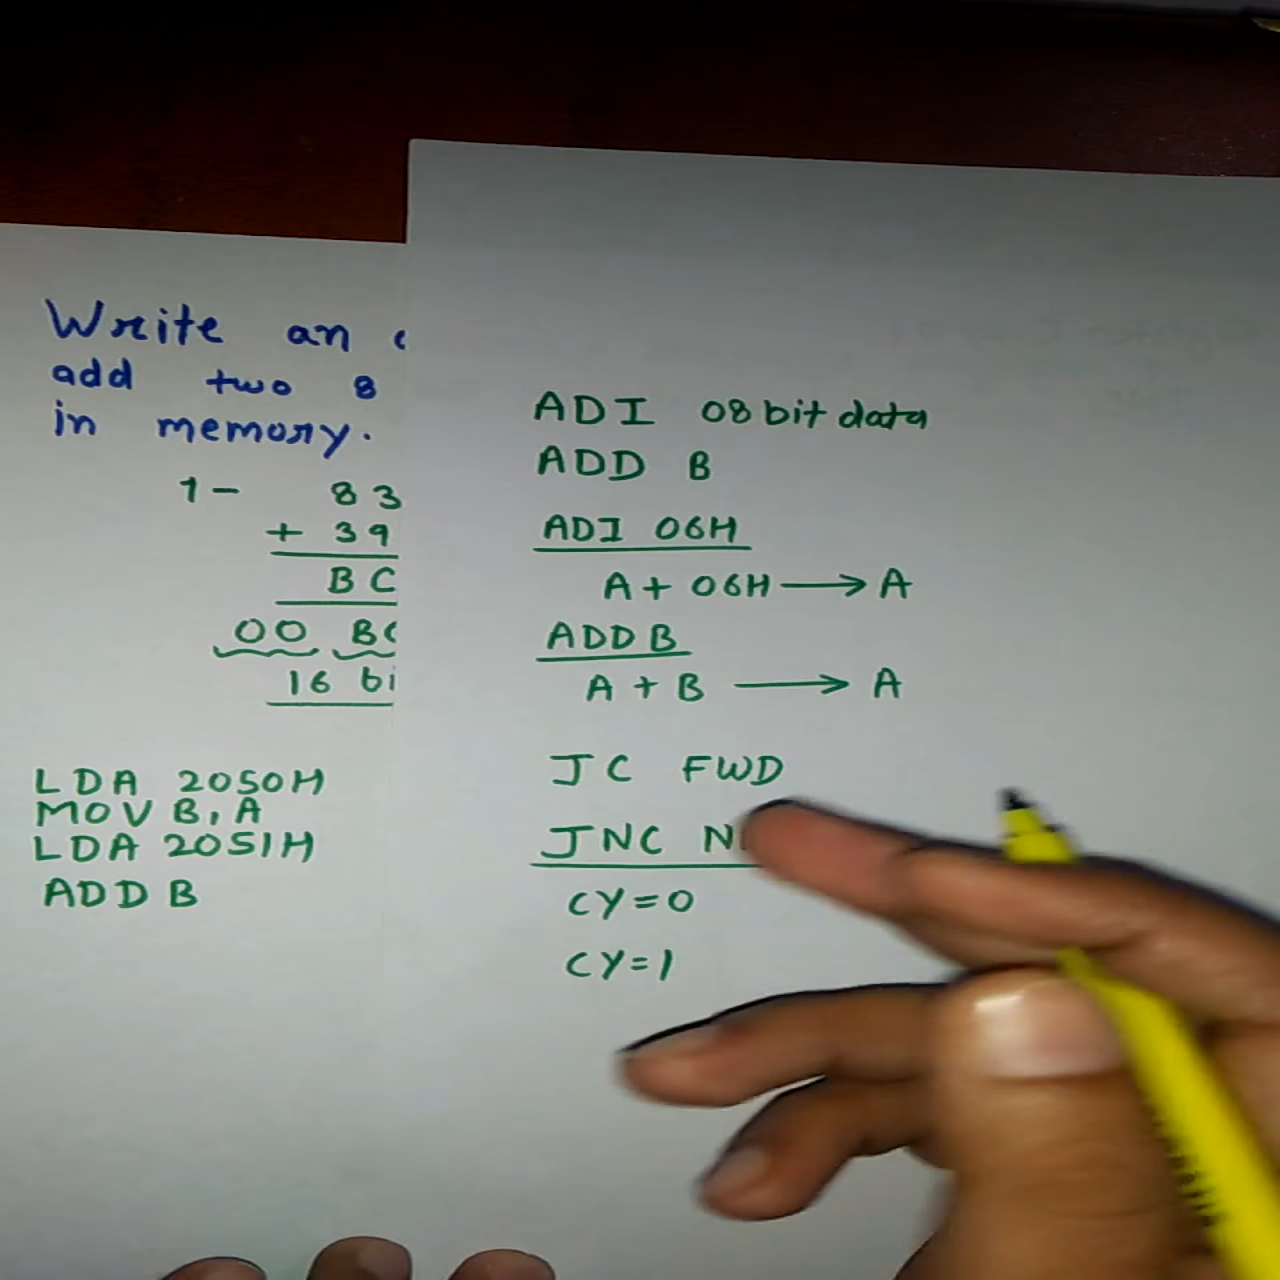 Write an
add two 8
in memory.
1- 83
+ 39
BC
00 BC
16 bi
LDA 2050H
MOV B, A
LDA 2051H
ADD B
ADI 08 bit data
ADD B
ADI 06H
A + 06H → A
ADD B
A + B → A
JC FWD
JNC
CY=0
CY=1